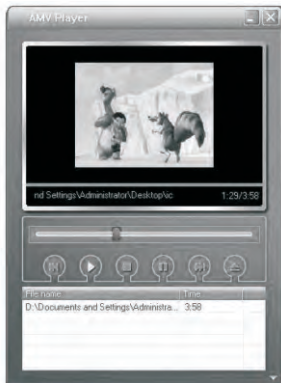 AMV Player
nd Settings\Administrator\Desktop\ic 1:29/3:58
File Name Time
D:\Documents and Settings\Administra... 3:58